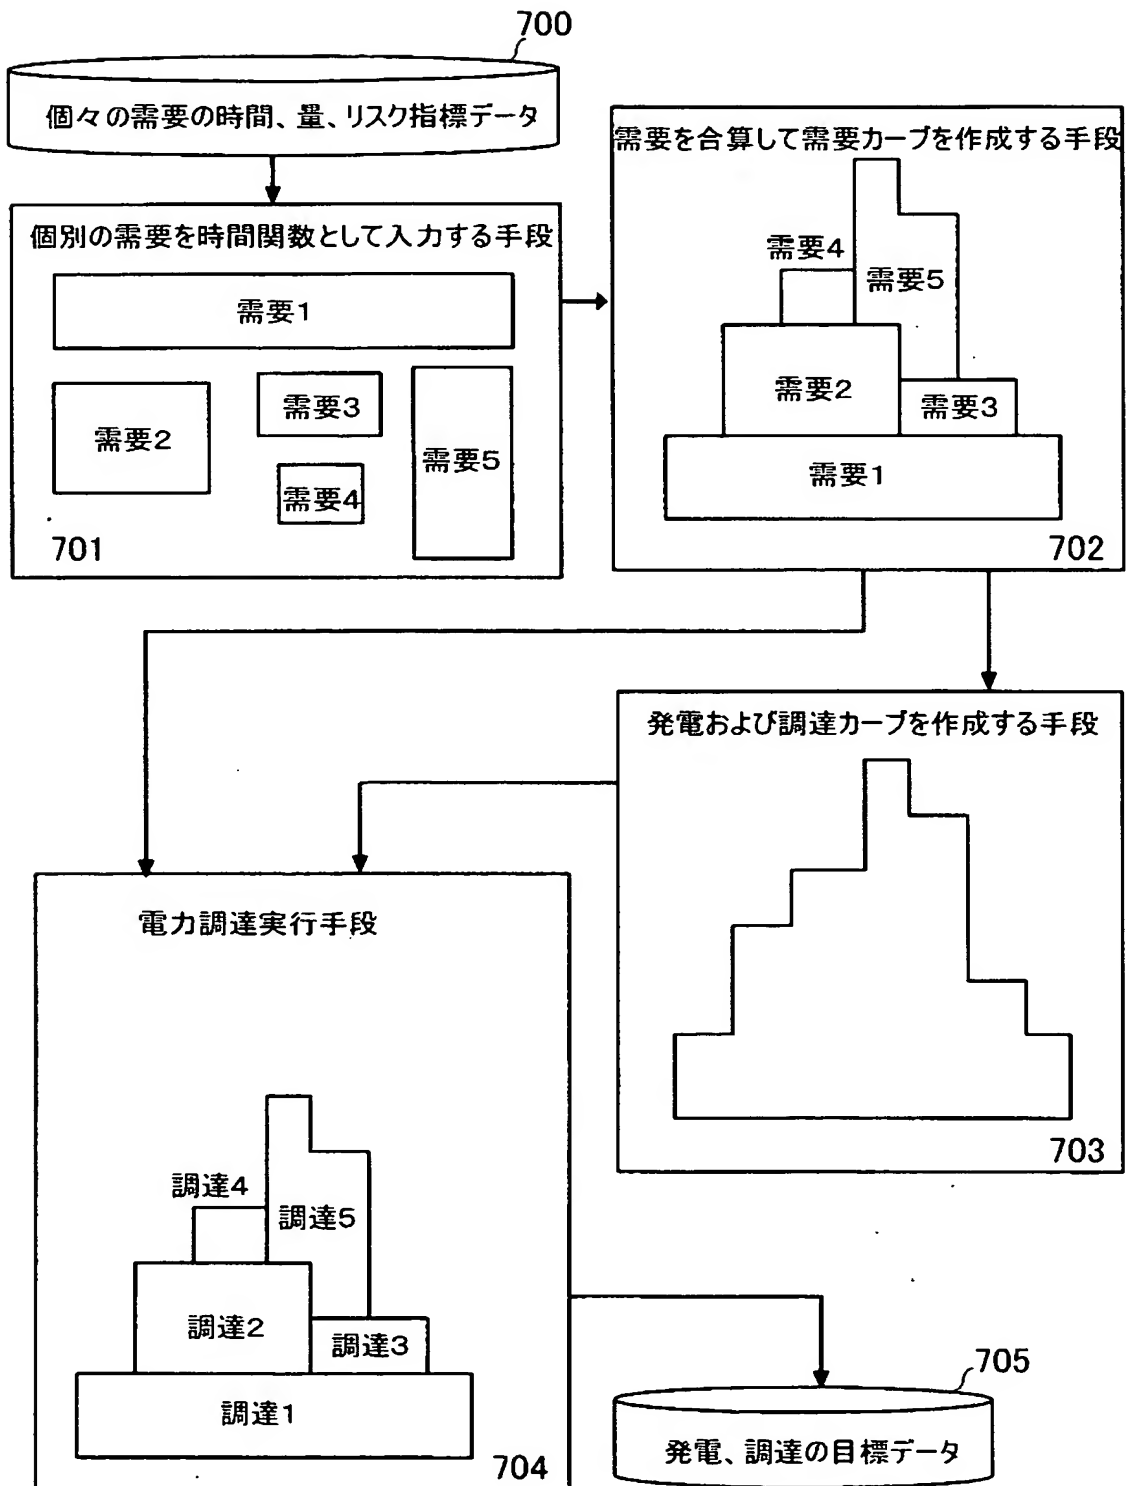 700
個々の需要の時間、量、リスク指標データ
個別の需要を時間関数として入力する手段
需要1
需要2
需要3
需要4
需要5
701
需要を合算して需要カーブを作成する手段
需要4
需要5
需要2
需要3
需要1
702
発電および調達カーブを作成する手段
703
電力調達実行手段
調達4
調達5
調達2
調達3
調達1
704
705
発電、調達の目標データ